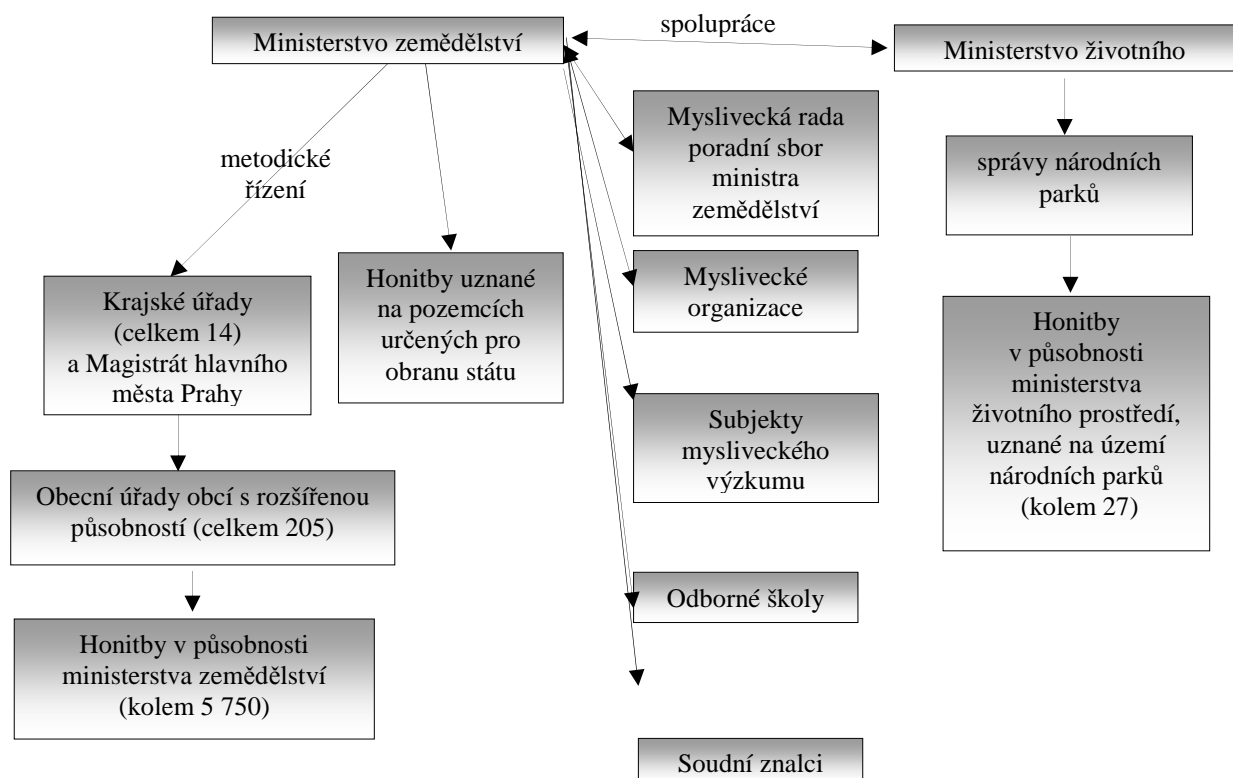 spolupráce
Ministerstvo zemědělství
Ministerstvo životního
Myslivecká rada
poradní sbor
ministra
zemědělství
správy národních
parků
metodické
řízení
Honitby uznané
na pozemcích
určených pro
obranu státu
Myslivecké
organizace
Krajské úřady
(celkem 14)
a Magistrát hlavního
města Prahy
Honitby
v působnosti
ministerstva
životního prostředí,
uznané na území
národních parků
(kolem 27)
Subjekty
mysliveckého
výzkumu
Obecní úřady obcí s rozšířenou
působností (celkem 205)
Odborné školy
Honitby v působnosti
ministerstva zemědělství
(kolem 5 750)
Soudní znalci